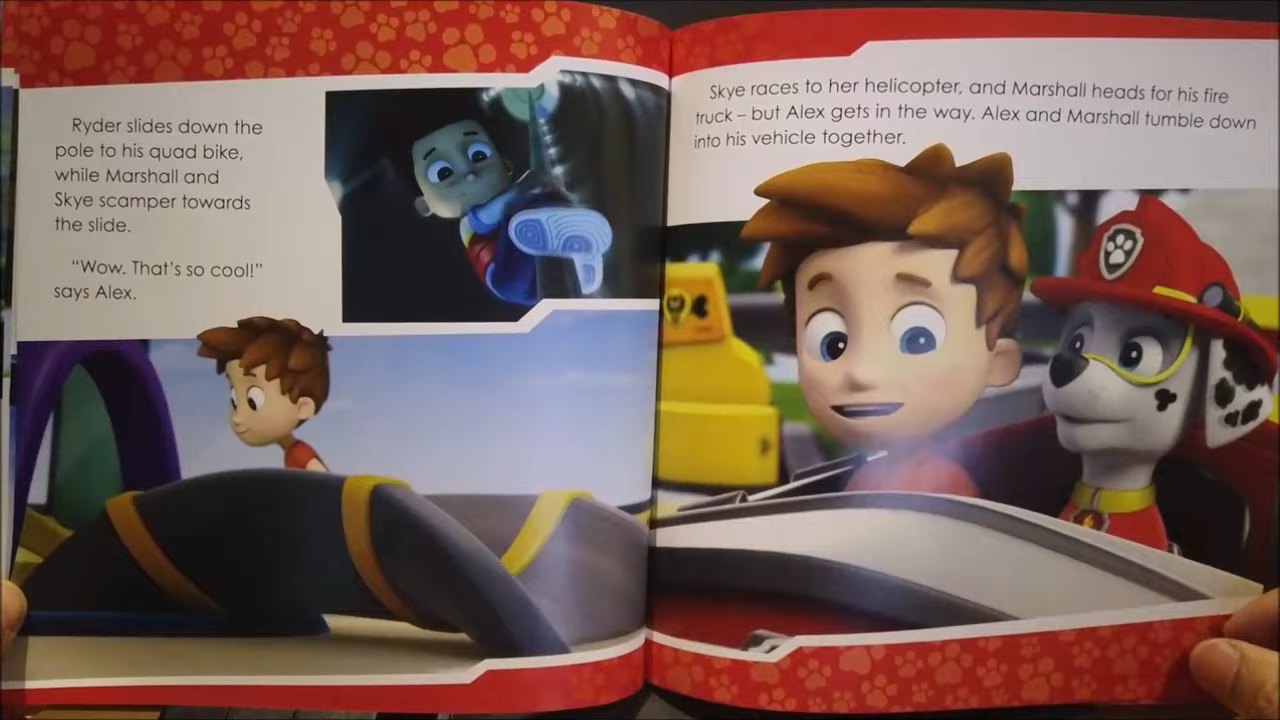 Ryder slides down the
pole to his quad bike,
while Marshall and
Skye scamper towards
the slide.
“Wow. That’s so cool!”
says Alex.
Skye races to her helicopter, and Marshall heads for his fire
truck – but Alex gets in the way. Alex and Marshall tumble down
into his vehicle together.